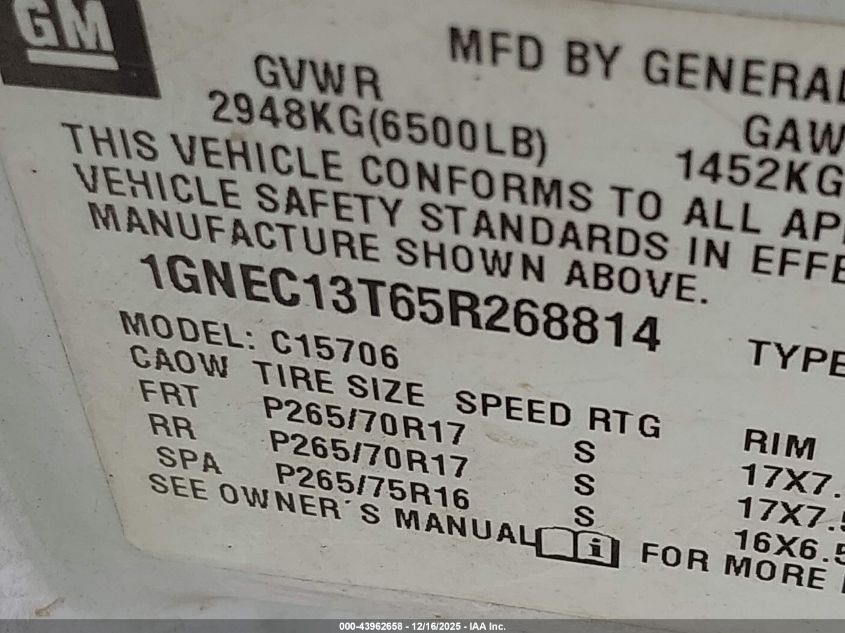 GM
MFD BY GENERAL
GVWR
2948KG(6500LB)
GAW
1452KG
THIS VEHICLE CONFORMS TO ALL APP
VEHICLE SAFETY STANDARDS IN EFFE
MANUFACTURE SHOWN ABOVE.
1GNEC13T65R268814
MODEL: C15706
TYPE
CAOW TIRE SIZE SPEED RTG RIM
FRT P265/70R17 S 17X7.
RR P265/70R17 S 17X7.5
SPA P265/75R16 S 16X6.5
SEE OWNER'S MANUAL i FOR MORE
000-43962658 - 12/16/2025 - IAA Inc.